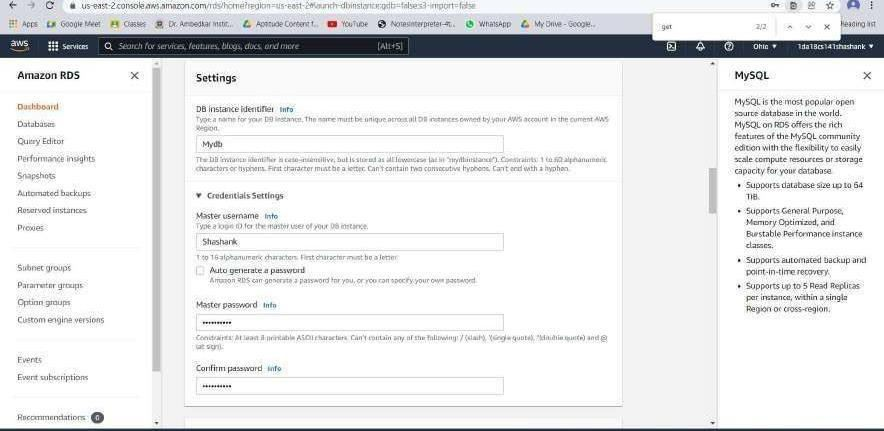 us-east-2.console.aws.amazon.com/rds/home?region=us-east-2#launch-dbinstance:gdb=false;s3-import=false
Apps
Google Meet
Classes
Dr. Ambedkar Instit...
Aptitude Content f...
YouTube
NotesInterpreter-tt...
WhatsApp
My Drive - Google...
Reading list
get
2/2
aws
Services
Search for services, features, blogs, docs, and more
[Alt+S]
Ohio
1da18cs141shashank
Amazon RDS
Dashboard
Databases
Query Editor
Performance insights
Snapshots
Automated backups
Reserved instances
Proxies
Subnet groups
Parameter groups
Option groups
Custom engine versions
Events
Event subscriptions
Recommendations 0
Settings
DB instance identifier Info
Type a name for your DB instance. The name must be unique across all DB instances owned by your AWS account in the current AWS
Region.
Mydb
The DB instance identifier is case-insensitive, but is stored as all lowercase (as in "mydbinstance"). Constraints: 1 to 60 alphanumeric
characters or hyphens. First character must be a letter. Can't contain two consecutive hyphens. Can't end with a hyphen.
Credentials Settings
Master username Info
Type a login ID for the master user of your DB instance.
Shashank
1 to 16 alphanumeric characters. First character must be a letter
Auto generate a password
Amazon RDS can generate a password for you, or you can specify your own password.
Master password Info
••••••••••
Constraints: At least 8 printable ASCII characters. Can't contain any of the following: / (slash), '(single quote), "(double quote) and @
(at sign).
Confirm password Info
••••••••••
MySQL
MySQL is the most popular open
source database in the world.
MySQL on RDS offers the rich
features of the MySQL community
edition with the flexibility to easily
scale compute resources or storage
capacity for your database.
• Supports database size up to 64
TiB.
• Supports General Purpose,
Memory Optimized, and
Burstable Performance instance
classes.
• Supports automated backup and
point-in-time recovery.
• Supports up to 5 Read Replicas
per instance, within a single
Region or cross-region.